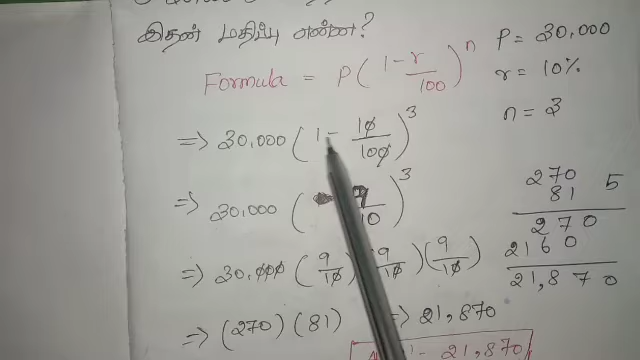 இதன் மதிப்பு என்ன?
P = 30,000
Formula = P(1-r/100)^n
r = 10%
n = 3
=> 30,000 (1 - 10/100)^3
=> 30,000 (9/10)^3
270
81 5
270
2160
21,870
=> 30,000 (9/10)(9/10)(9/10)
=> (270) (81) => 21,870
- 21,870